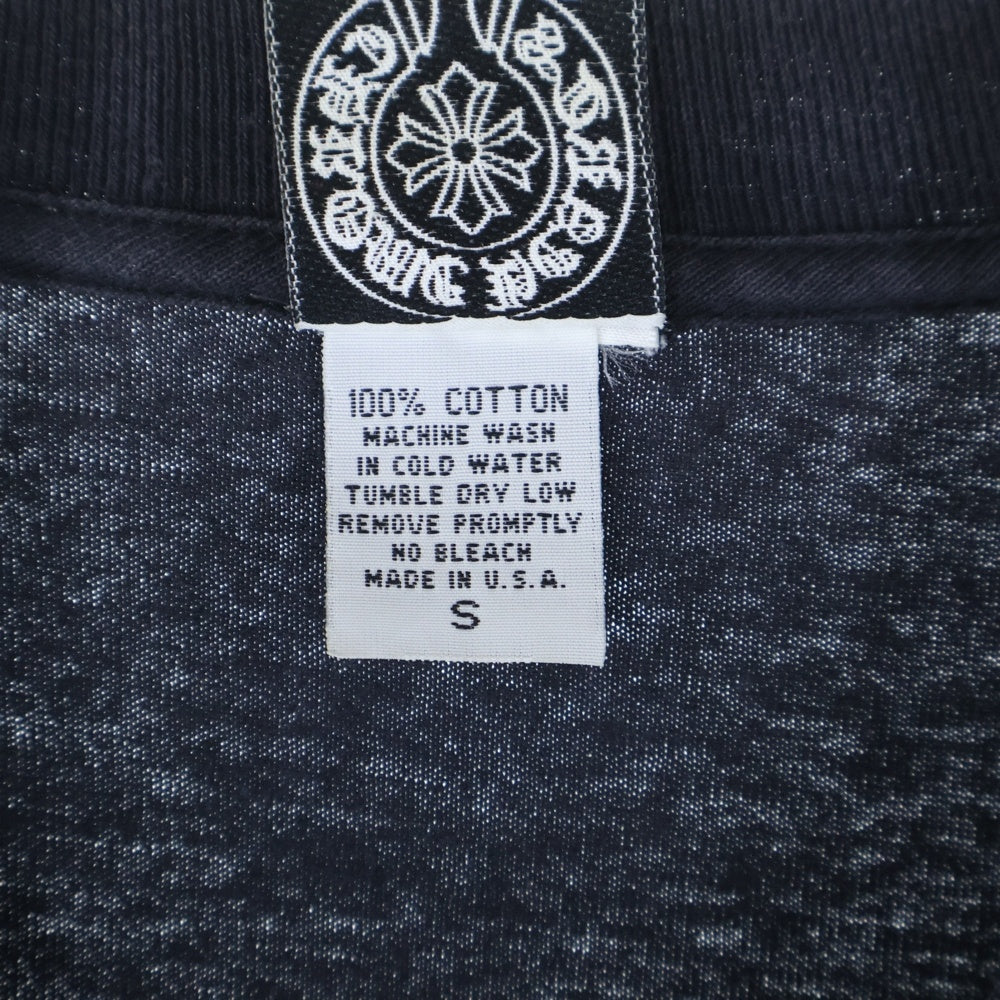 100% COTTON
MACHINE WASH
IN COLD WATER
TUMBLE DRY LOW
REMOVE PROMPTLY
NO BLEACH
MADE IN U.S.A.
S